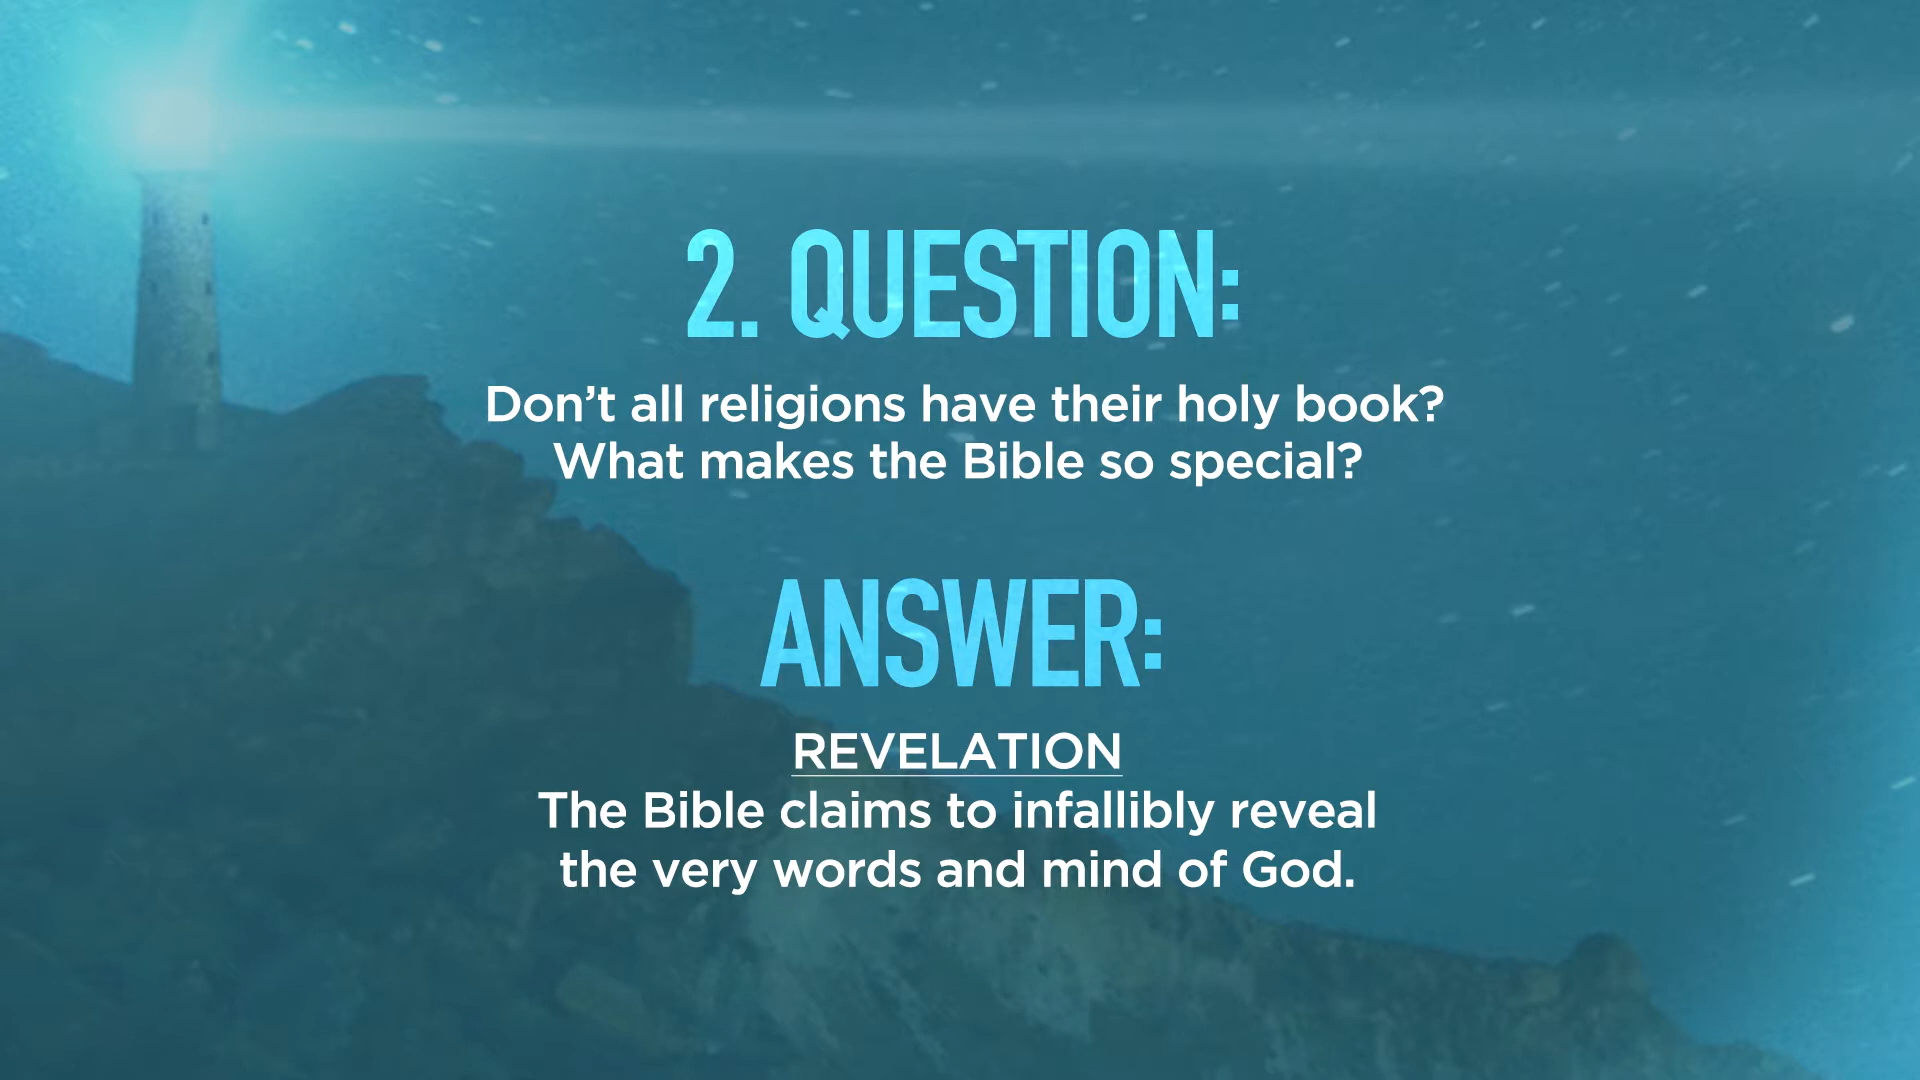 2. QUESTION:
Don’t all religions have their holy book?
What makes the Bible so special?
ANSWER:
REVELATION
The Bible claims to infallibly reveal
the very words and mind of God.